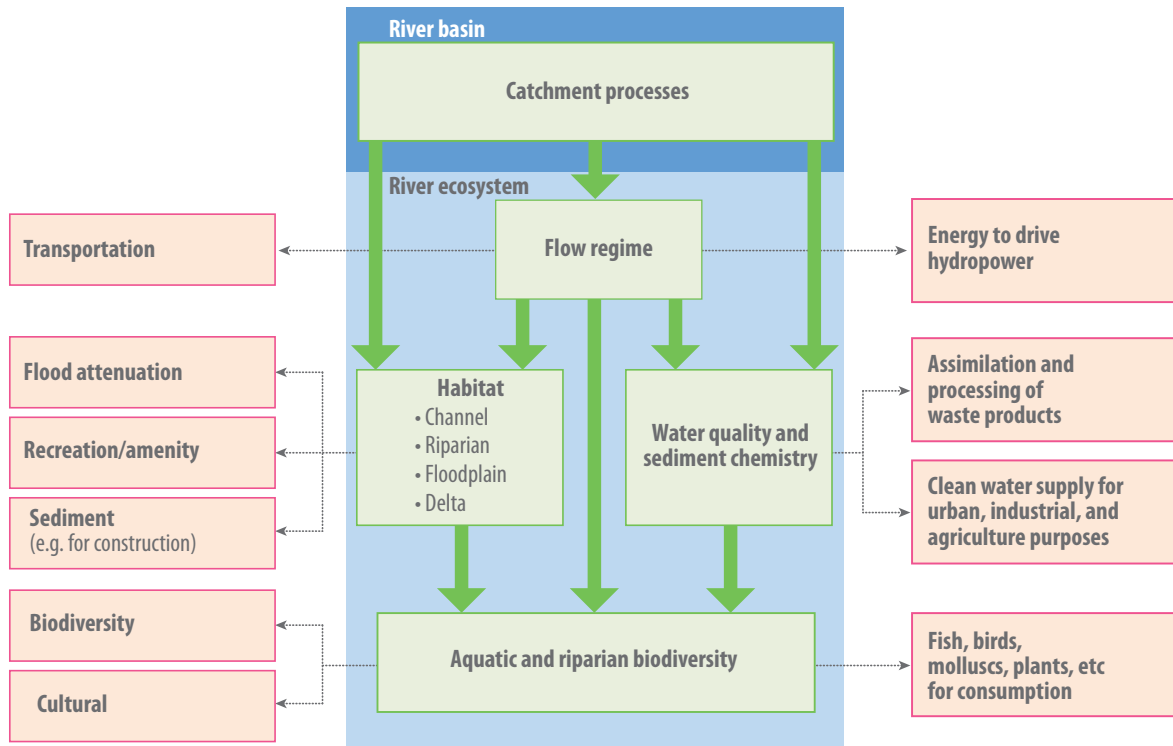 River basin
Catchment processes
River ecosystem
Transportation
Flow regime
Energy to drive
hydropower
Flood attenuation
Recreation/amenity
Sediment
(e.g. for construction)
Habitat
• Channel
• Riparian
• Floodplain
• Delta
Water quality and
sediment chemistry
Assimilation and
processing of
waste products
Clean water supply for
urban, industrial, and
agriculture purposes
Biodiversity
Cultural
Aquatic and riparian biodiversity
Fish, birds,
molluscs, plants, etc
for consumption